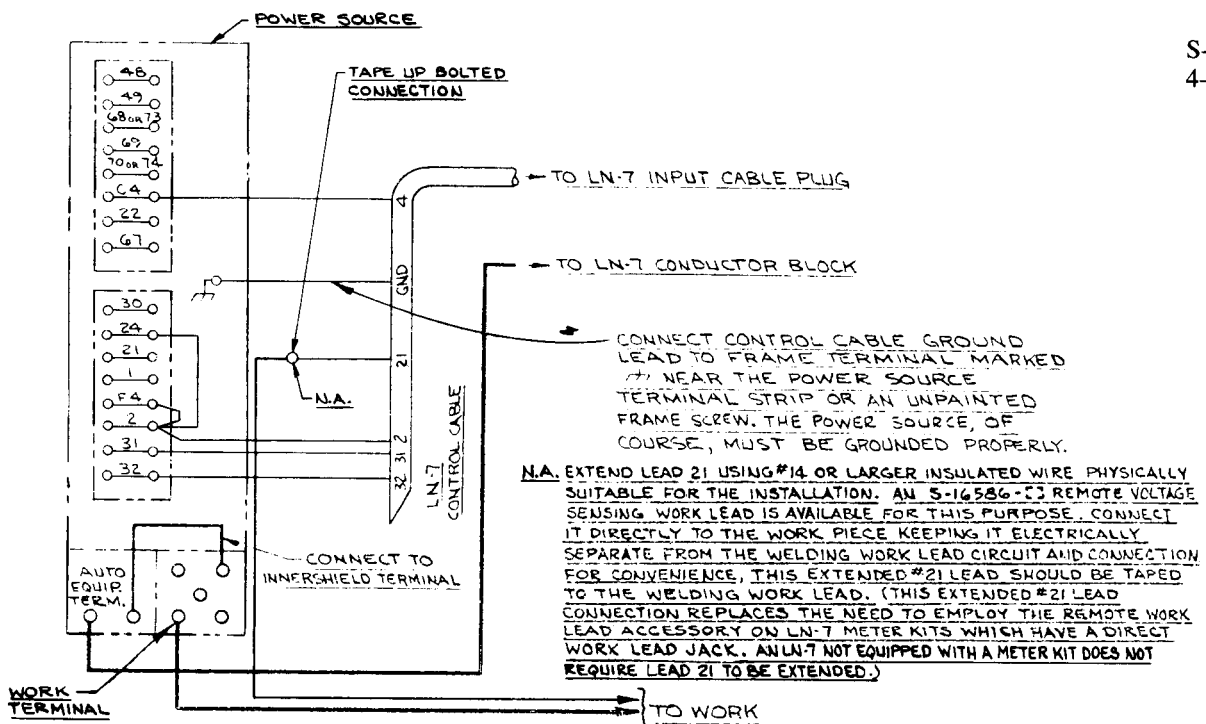 POWER SOURCE
S-
4-
TAPE UP BOLTED
CONNECTION
48
49
68 OR 73
69
70 OR 74
C4
22
67
4
TO LN-7 INPUT CABLE PLUG
GND
TO LN-7 CONDUCTOR BLOCK
30
24
21
1
F4
2
31
32
21
N.A.
2
31
32
LN-7
CONTROL CABLE
CONNECT CONTROL CABLE GROUND
LEAD TO FRAME TERMINAL MARKED
NEAR THE POWER SOURCE
TERMINAL STRIP OR AN UNPAINTED
FRAME SCREW. THE POWER SOURCE, OF
COURSE, MUST BE GROUNDED PROPERLY.
N.A. EXTEND LEAD 21 USING #14 OR LARGER INSULATED WIRE PHYSICALLY
SUITABLE FOR THE INSTALLATION. AN S-16586-[] REMOTE VOLTAGE
SENSING WORK LEAD IS AVAILABLE FOR THIS PURPOSE. CONNECT
IT DIRECTLY TO THE WORK PIECE KEEPING IT ELECTRICALLY
SEPARATE FROM THE WELDING WORK LEAD CIRCUIT AND CONNECTION
FOR CONVENIENCE, THIS EXTENDED #21 LEAD SHOULD BE TAPED
TO THE WELDING WORK LEAD. (THIS EXTENDED #21 LEAD
CONNECTION REPLACES THE NEED TO EMPLOY THE REMOTE WORK
LEAD ACCESSORY ON LN-7 METER KITS WHICH HAVE A DIRECT
WORK LEAD JACK. AN LN-7 NOT EQUIPPED WITH A METER KIT DOES NOT
REQUIRE LEAD 21 TO BE EXTENDED.)
CONNECT TO
INNERSHIELD TERMINAL
AUTO
EQUIP.
TERM.
WORK
TERMINAL
TO WORK